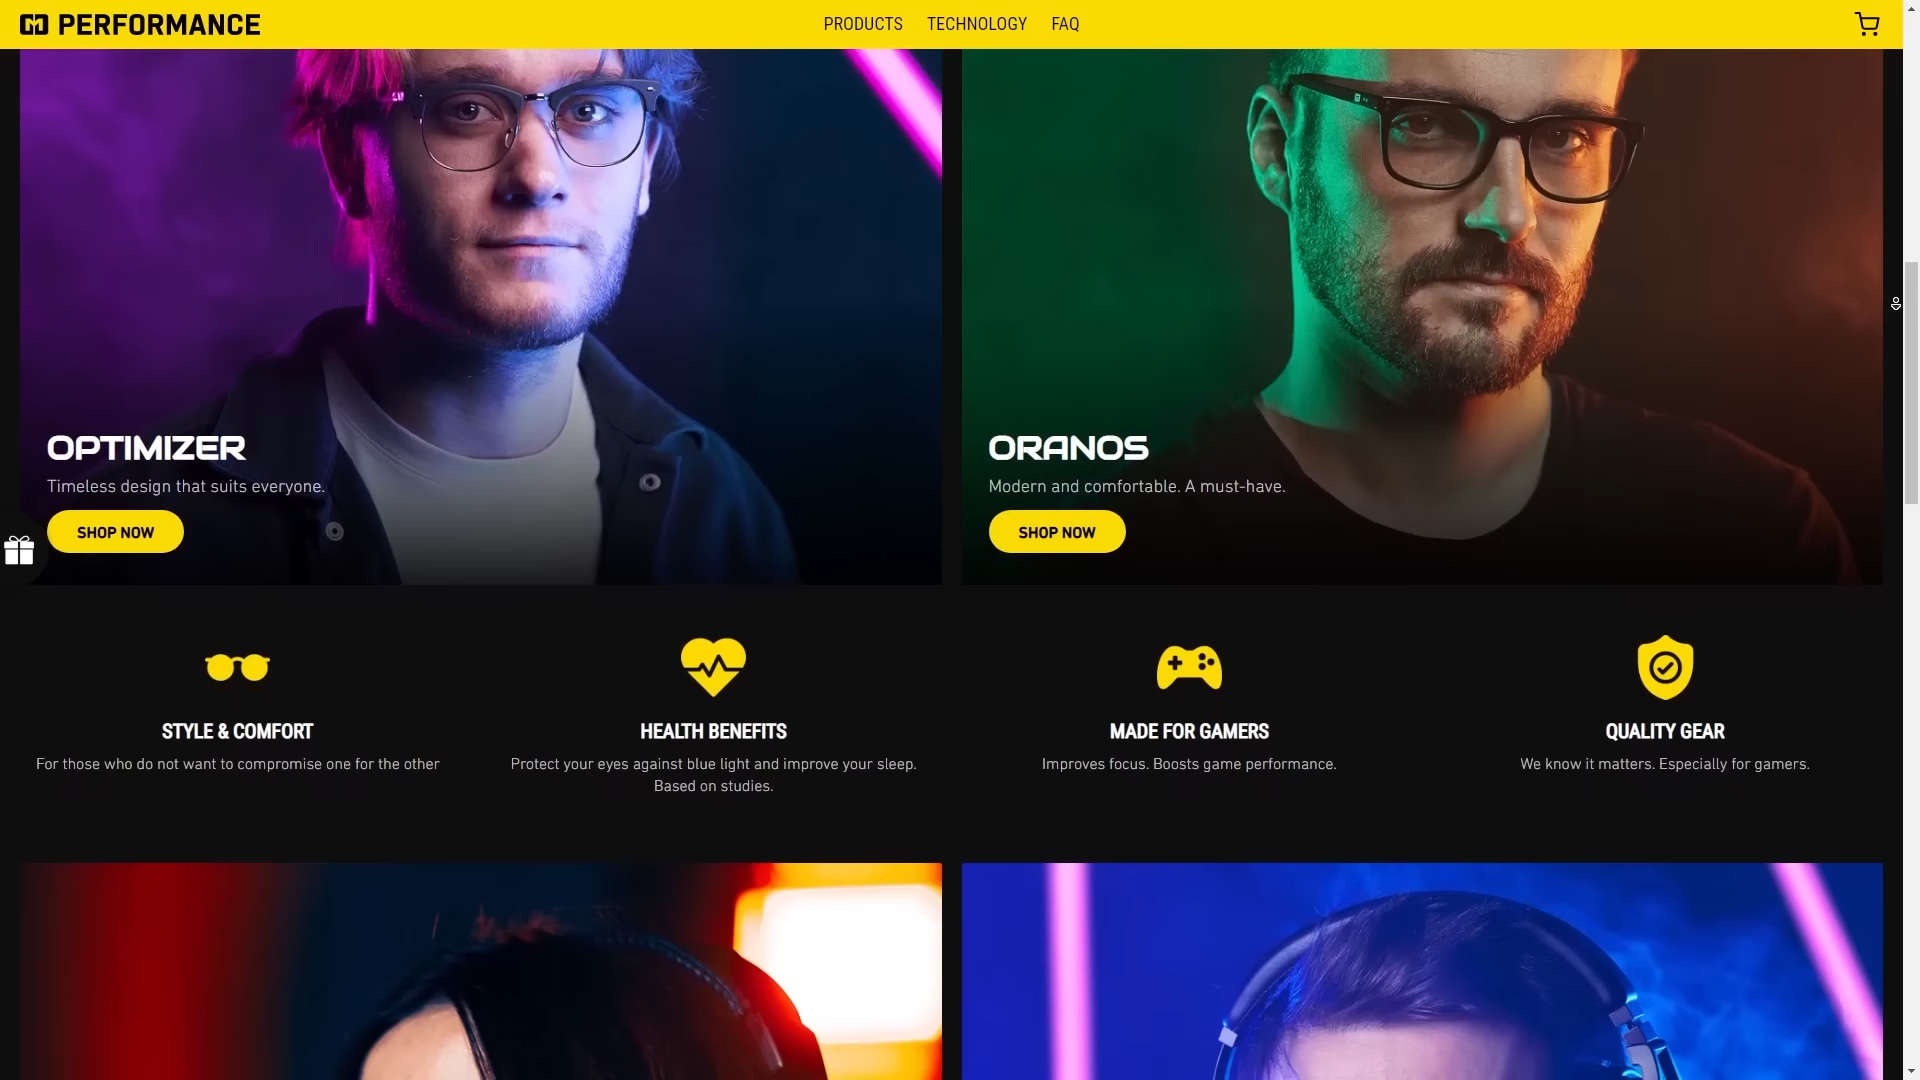 PERFORMANCE
PRODUCTS TECHNOLOGY FAQ
OPTIMIZER
Timeless design that suits everyone.
SHOP NOW
ORANOS
Modern and comfortable. A must-have.
SHOP NOW
STYLE & COMFORT
For those who do not want to compromise one for the other
HEALTH BENEFITS
Protect your eyes against blue light and improve your sleep.
Based on studies.
MADE FOR GAMERS
Improves focus. Boosts game performance.
QUALITY GEAR
We know it matters. Especially for gamers.